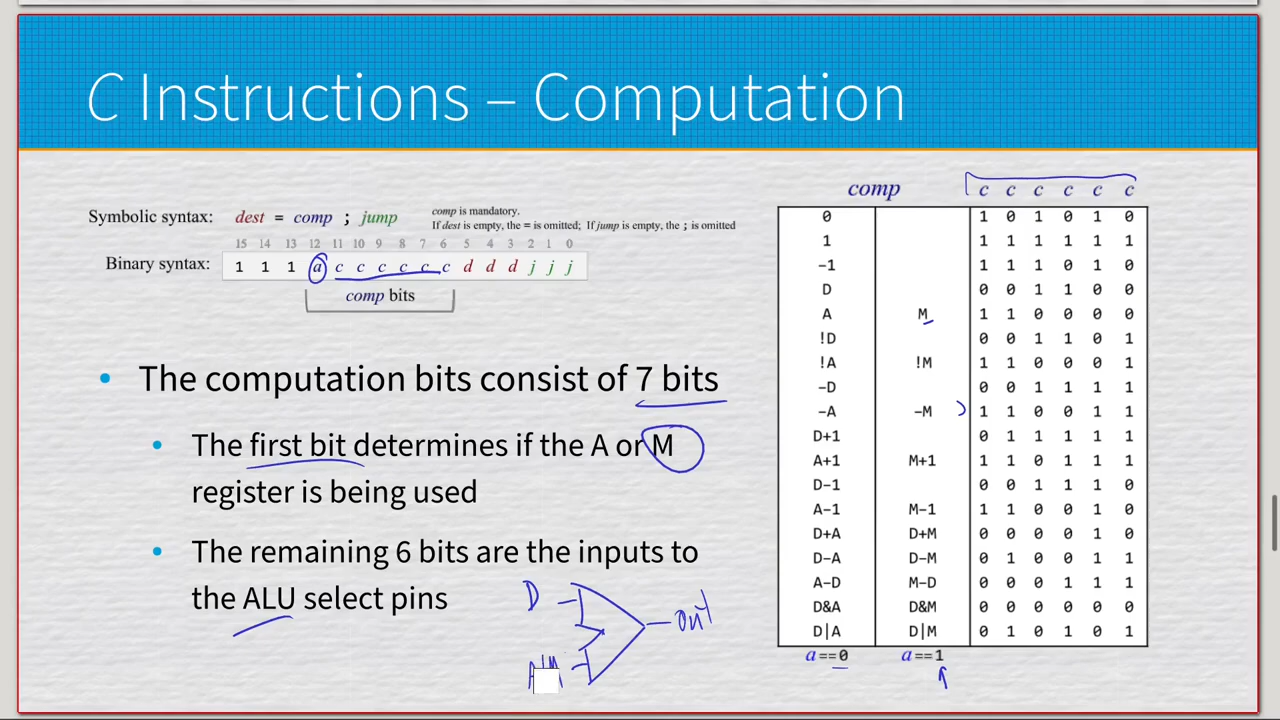 C Instructions – Computation
Symbolic syntax: dest = comp ; jump
comp is mandatory.
If dest is empty, the = is omitted; If jump is empty, the ; is omitted
15 14 13 12 11 10 9 8 7 6 5 4 3 2 1 0
Binary syntax: 1 1 1 a c c c c c c d d d j j j
comp bits
• The computation bits consist of 7 bits
• The first bit determines if the A or M
register is being used
• The remaining 6 bits are the inputs to
the ALU select pins
D
out
comp c c c c c c
0 1 0 1 0 1 0
1 1 1 1 1 1 1
-1 1 1 1 0 1 0
D 0 0 1 1 0 0
A M 1 1 0 0 0 0
!D 0 0 1 1 0 1
!A !M 1 1 0 0 0 1
-D 0 0 1 1 1 1
-A -M 1 1 0 0 1 1
D+1 0 1 1 1 1 1
A+1 M+1 1 1 0 1 1 1
D-1 0 0 1 1 1 0
A-1 M-1 1 1 0 0 1 0
D+A D+M 0 0 0 0 1 0
D-A D-M 0 1 0 0 1 1
A-D M-D 0 0 0 1 1 1
D&A D&M 0 0 0 0 0 0
D|A D|M 0 1 0 1 0 1
a==0 a==1